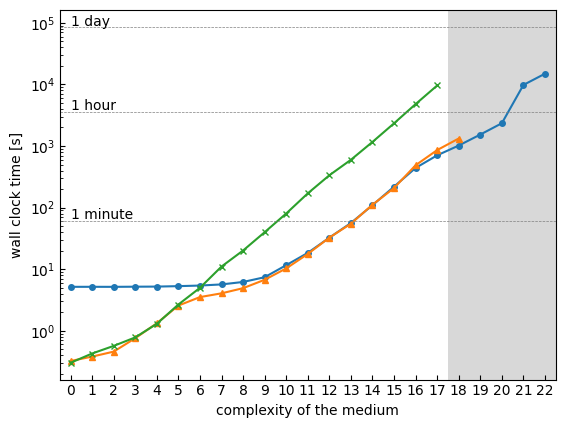 10^5
1 day
10^4
1 hour
10^3
10^2
1 minute
10^1
10^0
wall clock time [s]
0 1 2 3 4 5 6 7 8 9 10 11 12 13 14 15 16 17 18 19 20 21 22
complexity of the medium